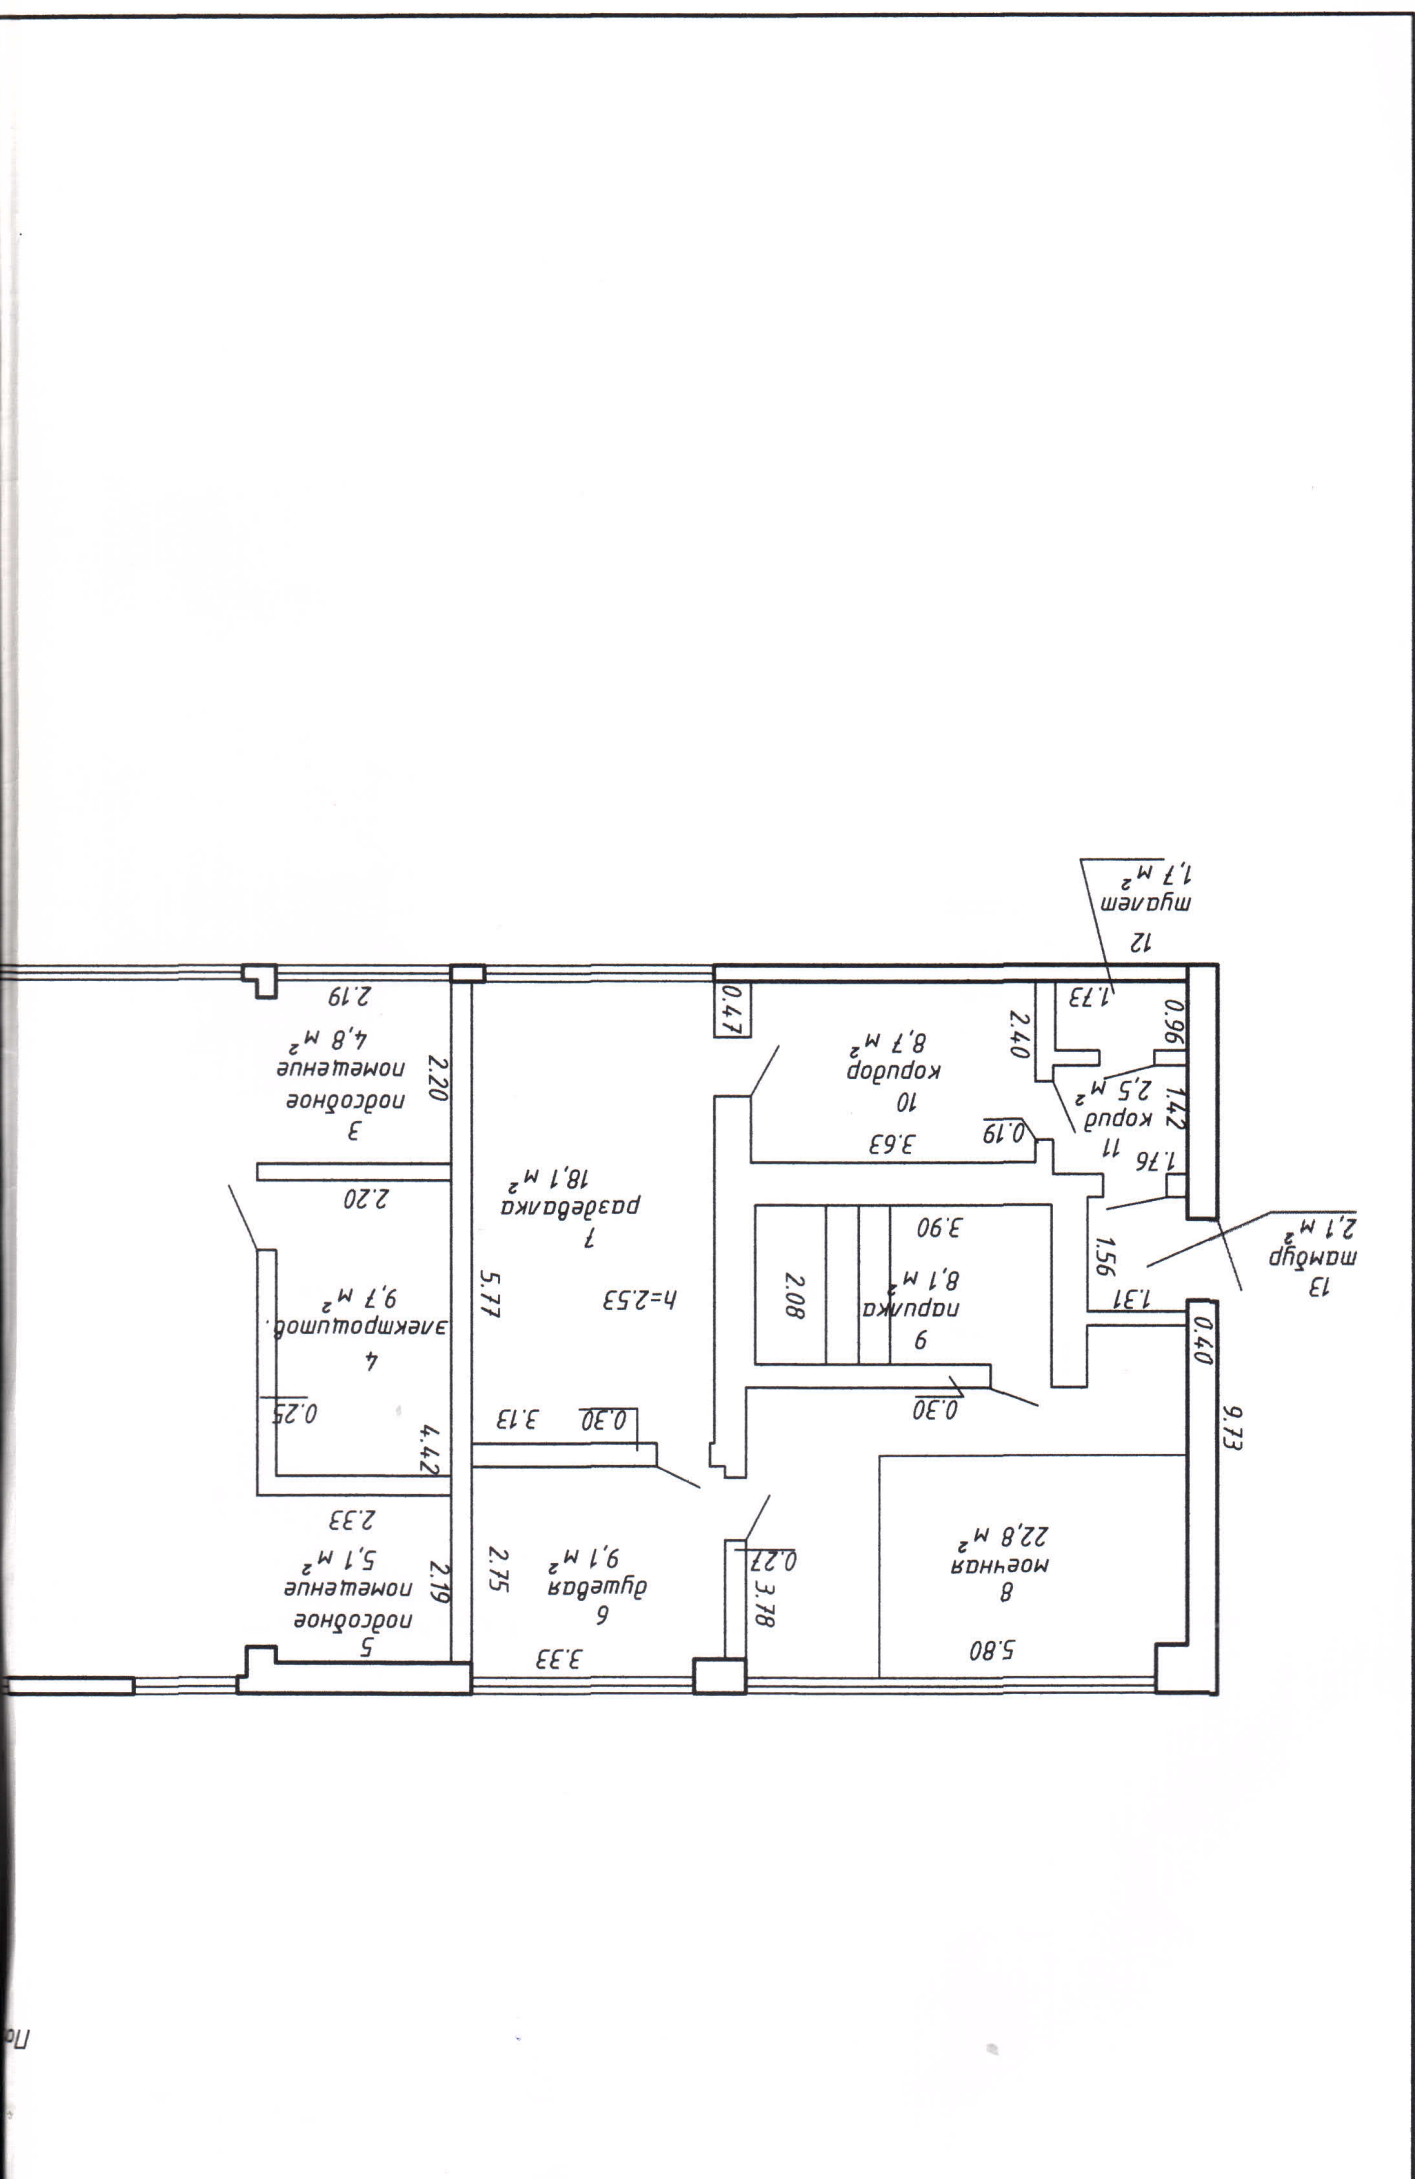 По
5
подсобное
помещение
5,1 м²
2.33
2.19
6
душевая
9,1 м²
3.33
2.75
8
моечная
22,8 м²
5.80
3.78
0.27
4
электрощитов.
9,7 м²
4.42
0.25
2.20
7
раздевалка
18,1 м²
h=2.53
5.77
3.13
0.30
9
парилка
8,1 м²
3.90
2.08
0.30
9.73
0.40
13
тамбур
2,1 м²
1.31
1.56
3
подсобное
помещение
4,8 м²
2.19
2.20
10
коридор
8,7 м²
3.63
2.40
0.19
0.47
11
корид
2,5 м²
1.76
1.42
12
туалет
1,7 м²
1.73
0.96